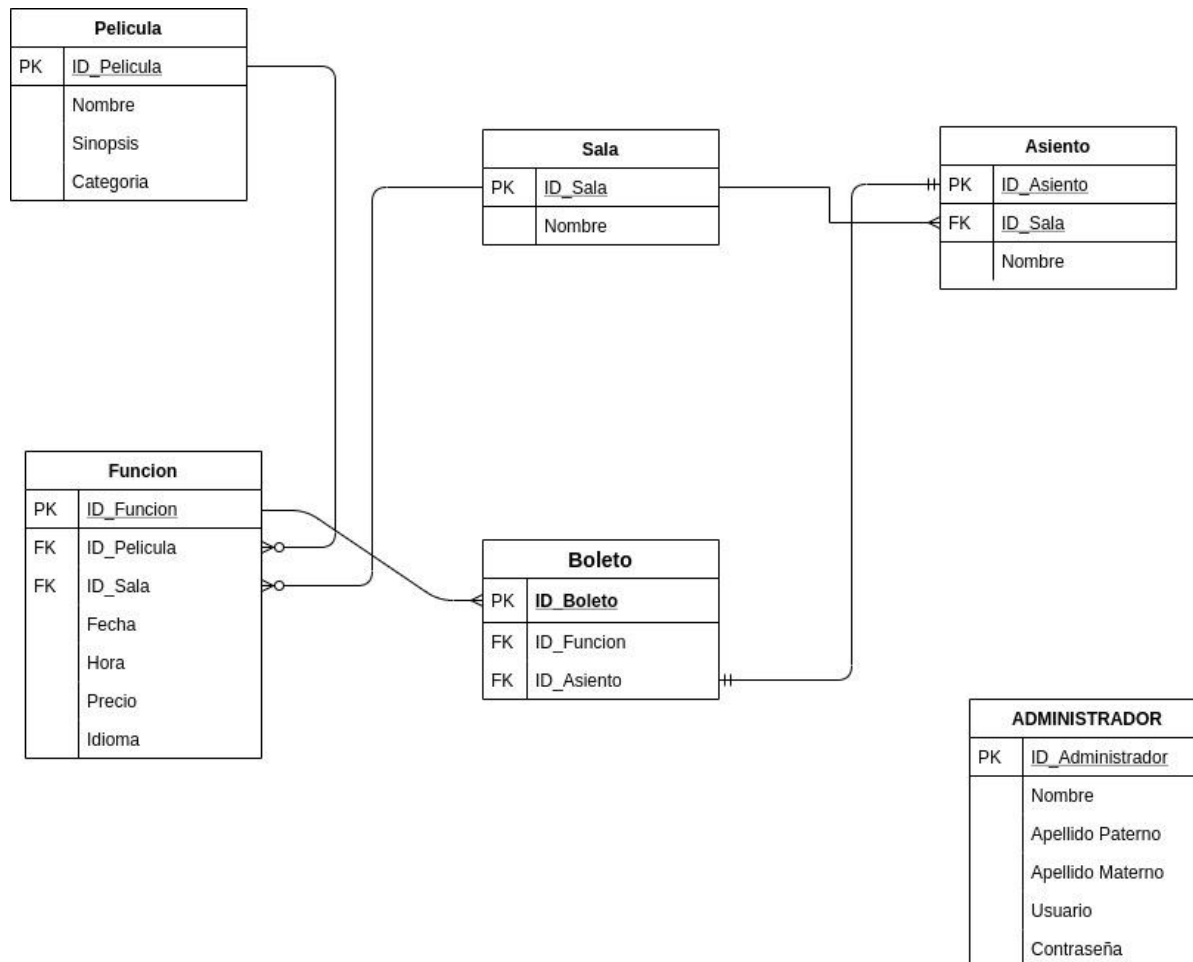 Pelicula
PK ID_Pelicula
Nombre
Sinopsis
Categoria
Sala
PK ID_Sala
Nombre
Asiento
PK ID_Asiento
FK ID_Sala
Nombre
Funcion
PK ID_Funcion
FK ID_Pelicula
FK ID_Sala
Fecha
Hora
Precio
Idioma
Boleto
PK ID_Boleto
FK ID_Funcion
FK ID_Asiento
ADMINISTRADOR
PK ID_Administrador
Nombre
Apellido Paterno
Apellido Materno
Usuario
Contraseña